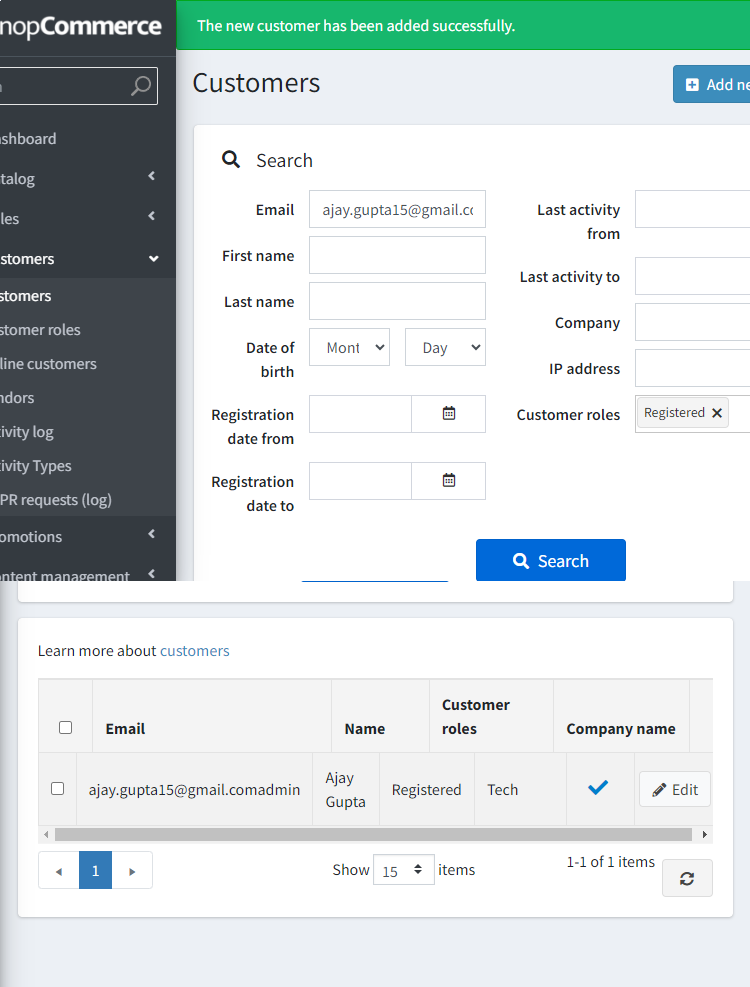 nopCommerce
The new customer has been added successfully.
Customers
Add ne
shboard
talog
les
stomers
stomers
stomer roles
line customers
ndors
ivity log
ivity Types
PR requests (log)
omotions
ntent management
Search
Email
ajay.gupta15@gmail.cc
First name
Last name
Date of
birth
Mont
Day
Registration
date from
Registration
date to
Last activity
from
Last activity to
Company
IP address
Customer roles
Registered ×
Search
Learn more about customers
Email
Name
Customer
roles
Company name
ajay.gupta15@gmail.comadmin
Ajay
Gupta
Registered
Tech
Edit
1
Show 15 items
1-1 of 1 items